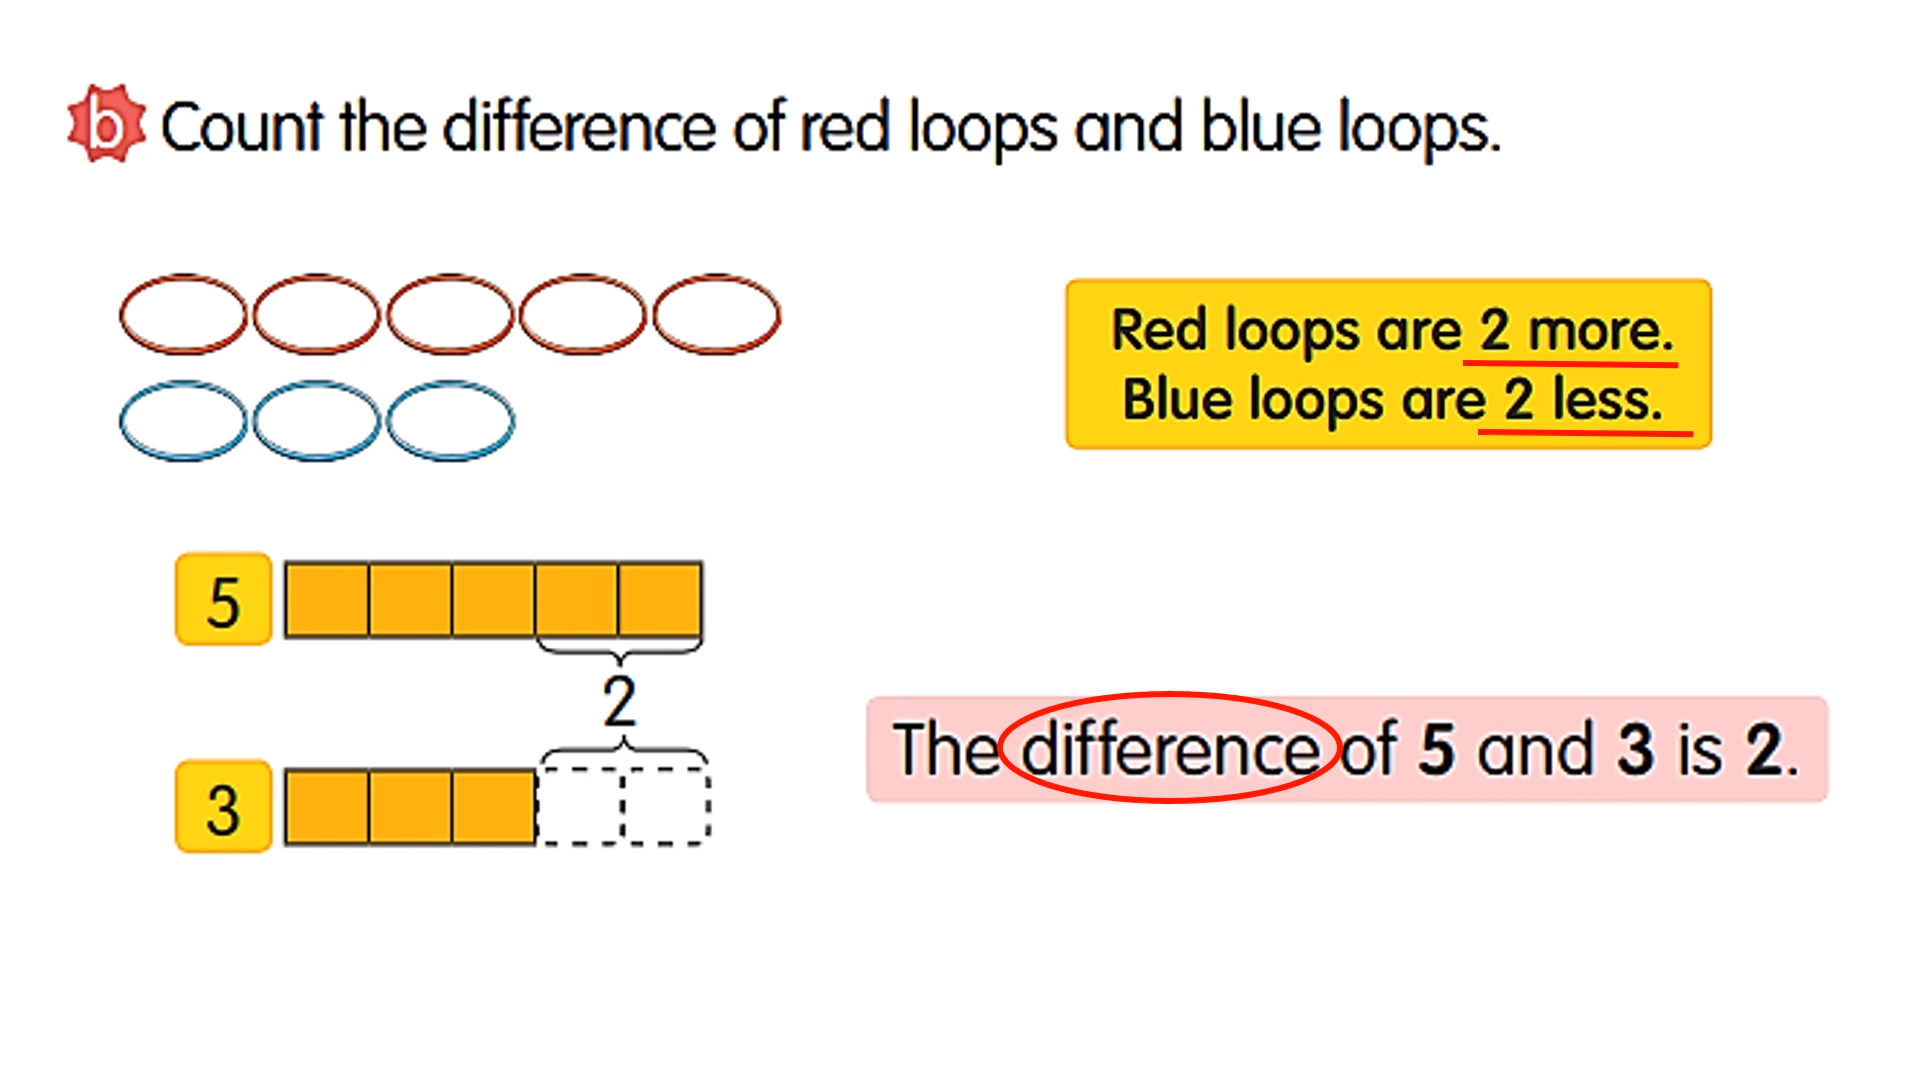 b Count the difference of red loops and blue loops.
Red loops are 2 more.
Blue loops are 2 less.
5
2
3
The difference of 5 and 3 is 2.